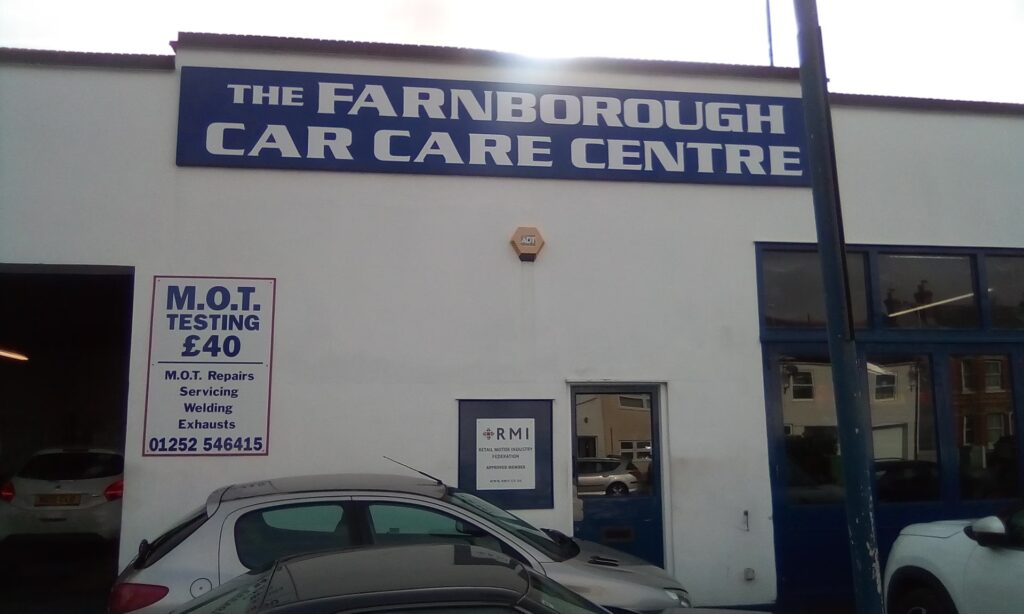 THE FARNBOROUGH
CAR CARE CENTRE
ADT
M.O.T.
TESTING
£40
M.O.T. Repairs
Servicing
Welding
Exhausts
01252 546415
RMI
RETAIL MOTOR INDUSTRY
FEDERATION
APPROVED MEMBER